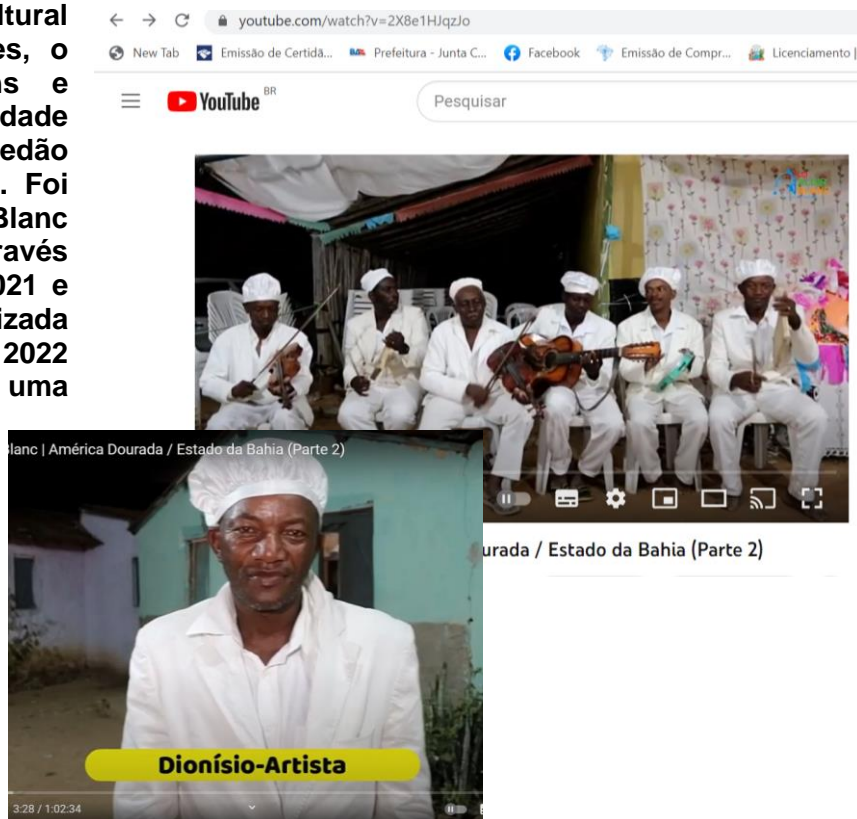 ltural
es, o
ns e
dade
edão
. Foi
Blanc
ravés
021 e
izada
2022
uma
youtube.com/watch?v=2X8e1HJqzJo
New Tab Emissão de Certidã... Prefeitura - Junta C... Facebook Emissão de Compr... Licenciamento |
YouTube BR
Pesquisar
urada / Estado da Bahia (Parte 2)
lanc | América Dourada / Estado da Bahia (Parte 2)
Dionísio-Artista
3:28 / 1:02:34